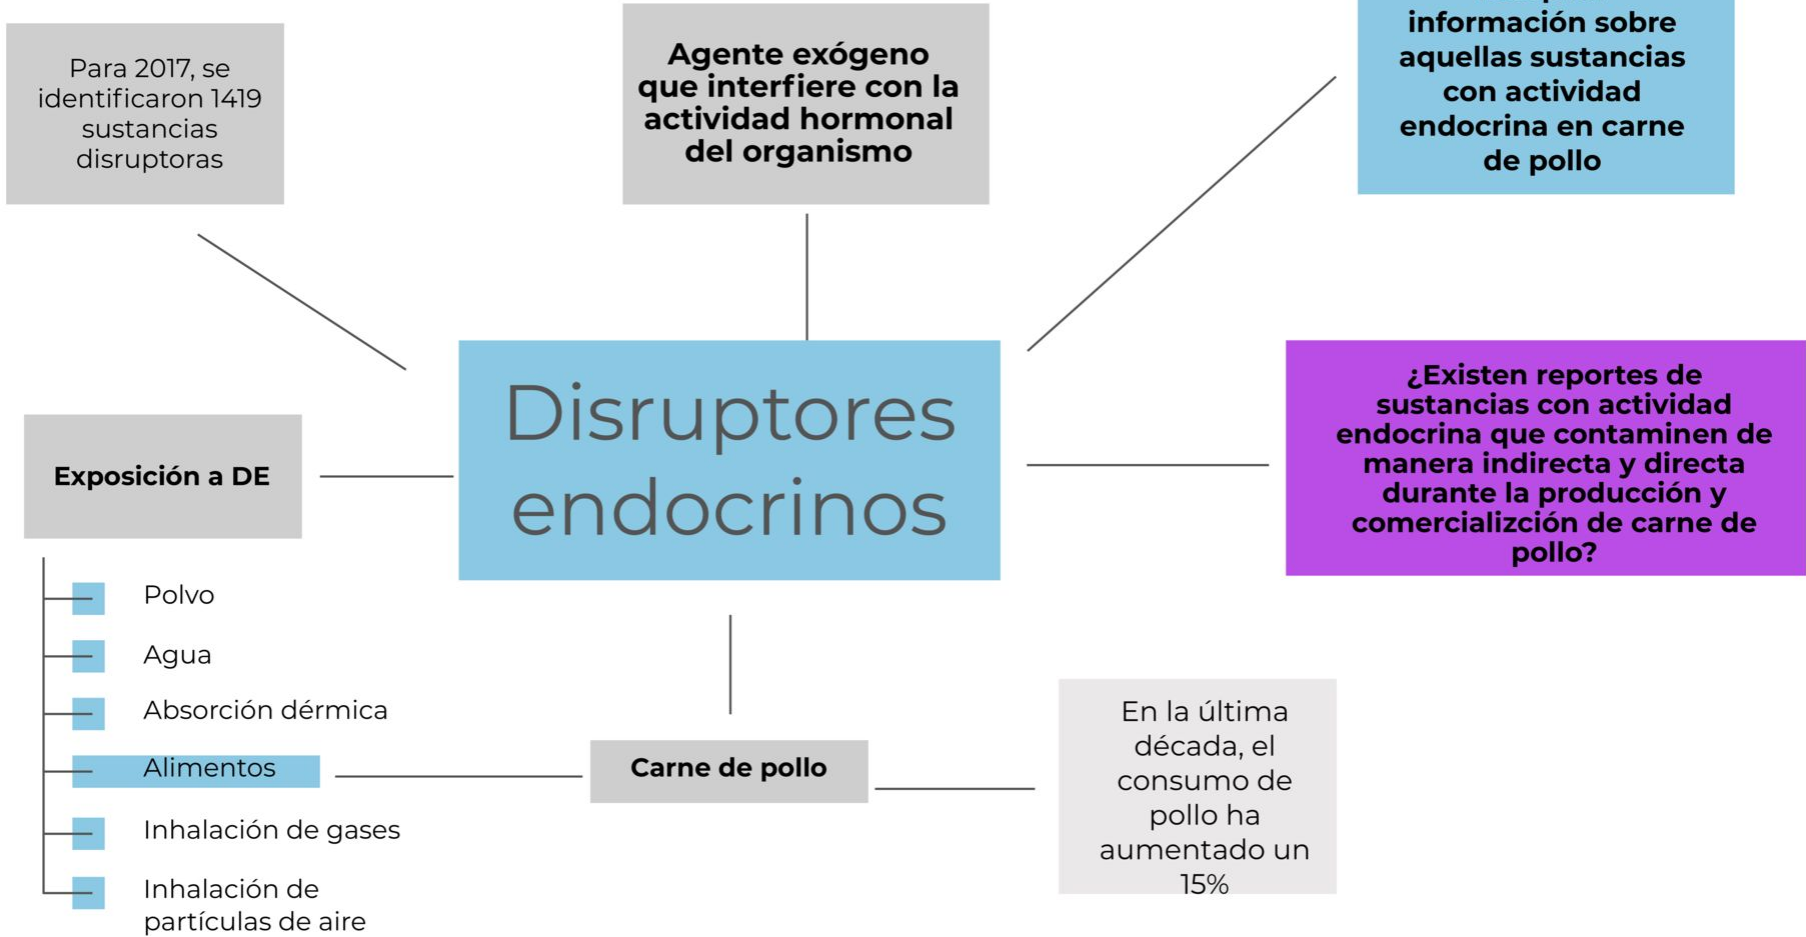 Para 2017, se
identificaron 1419
sustancias
disruptoras
Agente exógeno
que interfiere con la
actividad hormonal
del organismo
información sobre
aquellas sustancias
con actividad
endocrina en carne
de pollo
Disruptores
endocrinos
¿Existen reportes de
sustancias con actividad
endocrina que contaminen de
manera indirecta y directa
durante la producción y
comercializción de carne de
pollo?
Exposición a DE
Polvo
Agua
Absorción dérmica
Alimentos
Inhalación de gases
Inhalación de
partículas de aire
Carne de pollo
En la última
década, el
consumo de
pollo ha
aumentado un
15%